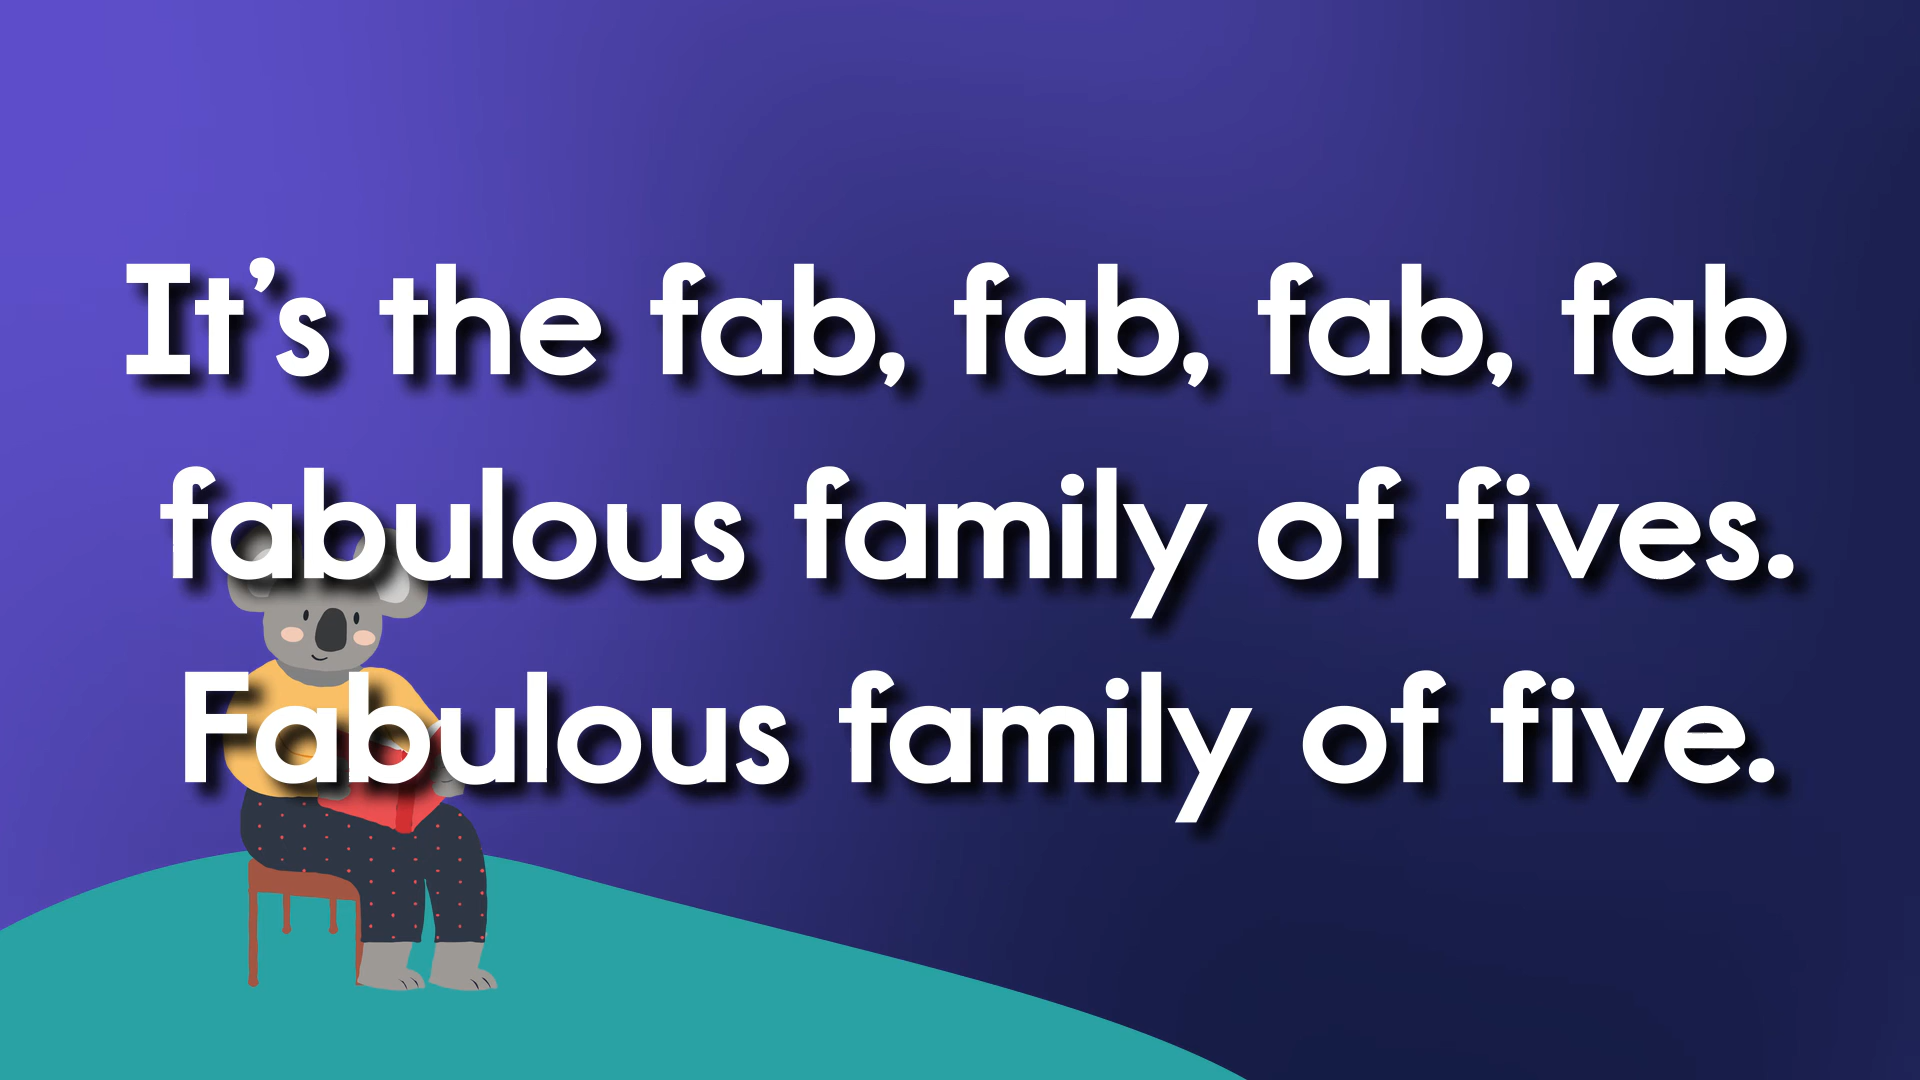 It’s the fab, fab, fab, fab
fabulous family of fives.
Fabulous family of five.